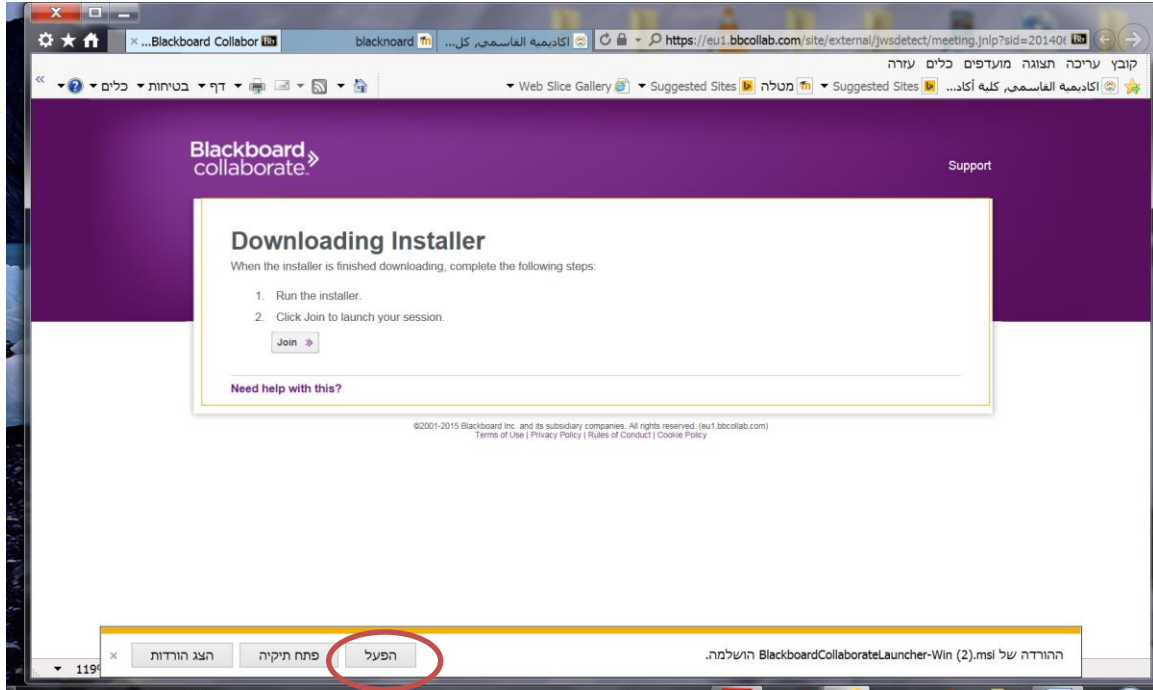 https://eu1.bbcollab.com/site/external/jwsdetect/meeting.jnlp?sid=20140
اكاديمية القاسمي, كل...
blacknoard
Blackboard Collabor...
קובץ עריכה תצוגה מועדפים כלים עזרה
اكاديمية القاسمي, كلية أكاد...
Suggested Sites
מטלה
Suggested Sites
Web Slice Gallery
דף
בטיחות
כלים
Blackboard
collaborate.
Support
Downloading Installer
When the installer is finished downloading, complete the following steps:
1. Run the installer.
2. Click Join to launch your session.
Join
Need help with this?
©2001-2015 Blackboard Inc. and its subsidiary companies. All rights reserved. (eu1.bbcollab.com)
Terms of Use | Privacy Policy | Rules of Conduct | Cookie Policy
ההורדה של BlackboardCollaborateLauncher-Win (2).msi הושלמה.
הפעל
פתח תיקיה
הצג הורדות